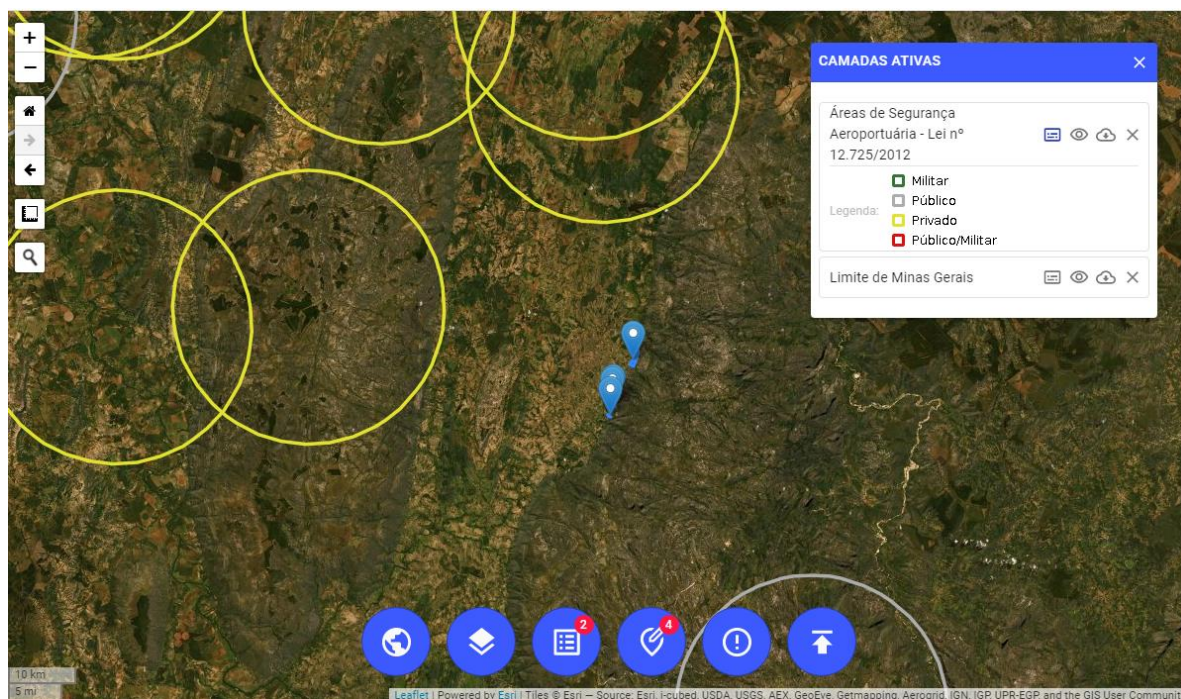 +
−
CAMADAS ATIVAS
Áreas de Segurança
Aeroportuária - Lei nº
12.725/2012
Legenda:
Militar
Público
Privado
Público/Militar
Limite de Minas Gerais
2
4
10 km
5 mi
Leaflet | Powered by Esri | Tiles © Esri — Source: Esri, i-cubed, USDA, USGS, AEX, GeoEye, Getmapping, Aerogrid, IGN, IGP, UPR-EGP, and the GIS User Communit